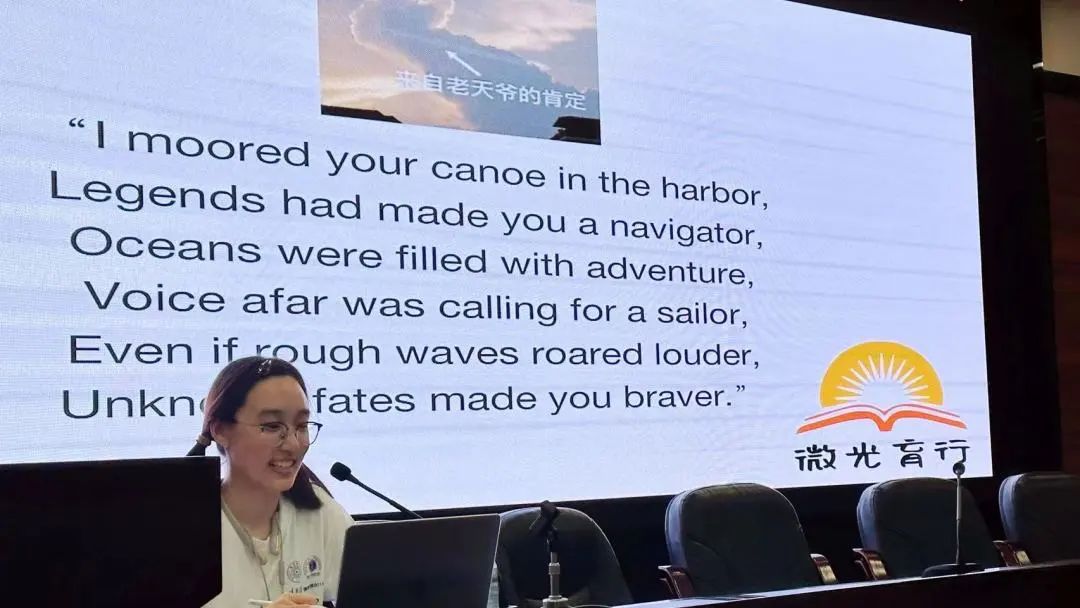 来自老天爷的肯定
“I moored your canoe in the harbor,
Legends had made you a navigator,
Oceans were filled with adventure,
Voice afar was calling for a sailor,
Even if rough waves roared louder,
fates made you braver.”
微光育行